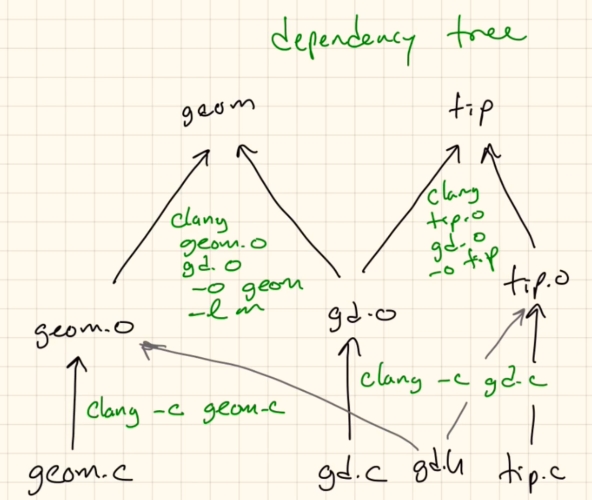 dependency tree
geom
tip
clang
geom.o
gd.o
-o geom
-lm
clang
tip.o
gd.o
-o tip
geom.o
gd.o
tip.o
clang -c geom.c
clang -c gd.c
geom.c
gd.c
gd.h
tip.c